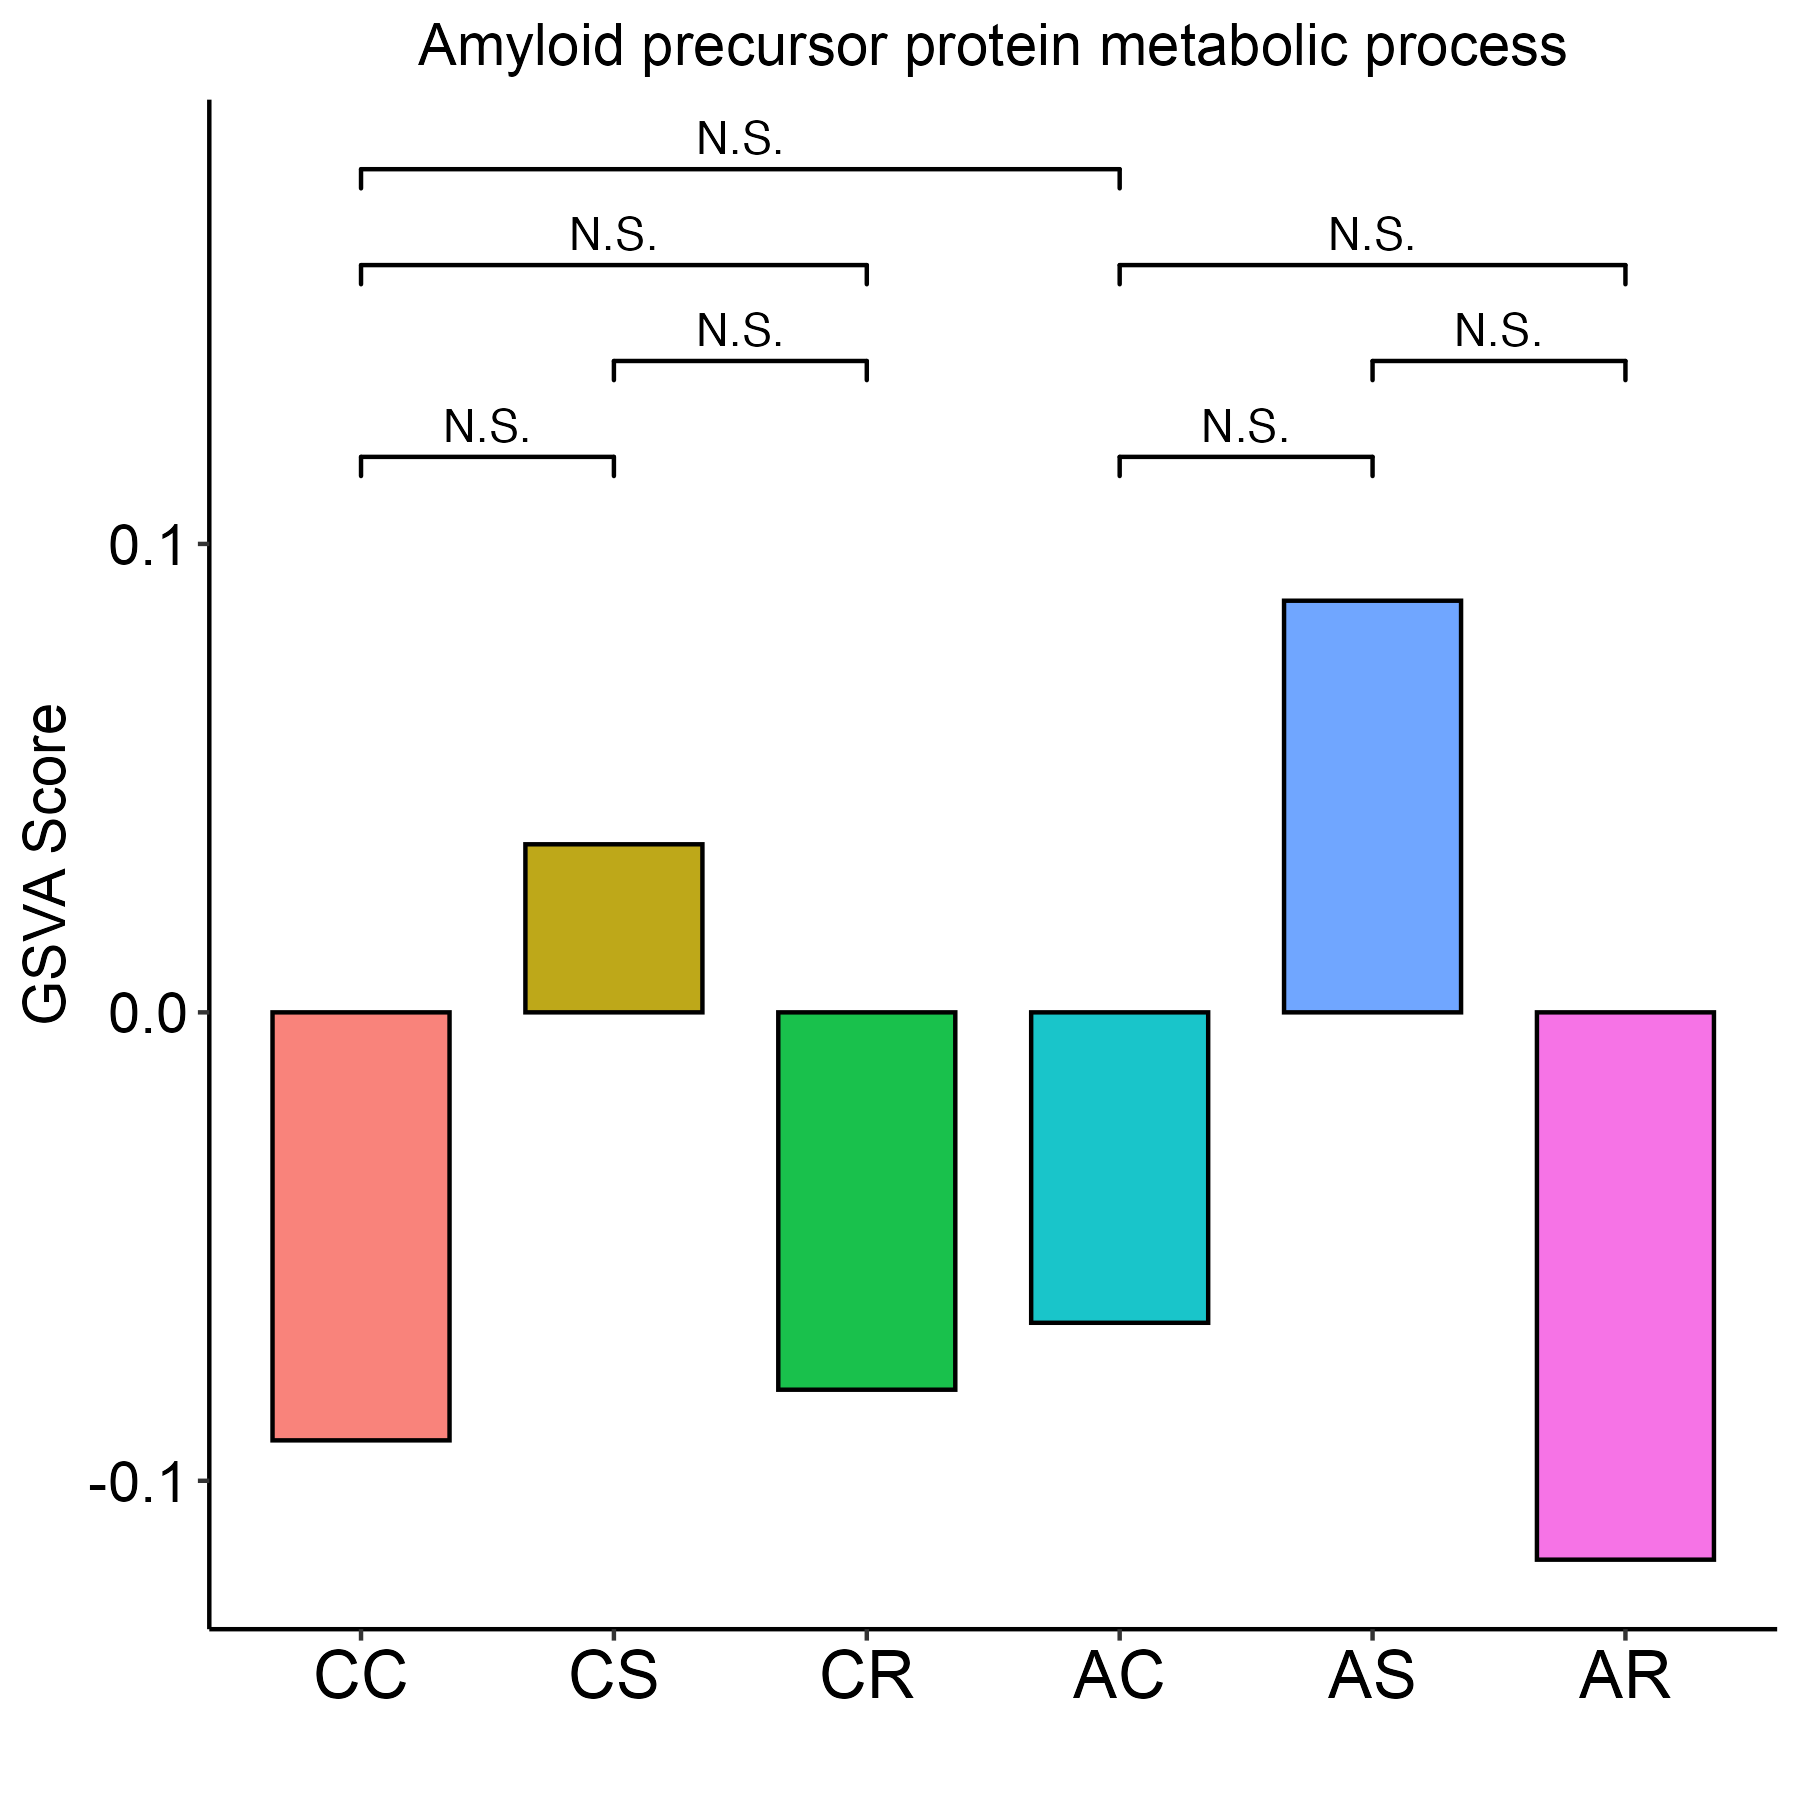 Amyloid precursor protein metabolic process
N.S.
N.S.
N.S.
N.S.
N.S.
N.S.
N.S.
0.1
0.0
-0.1
GSVA Score
CC CS CR AC AS AR